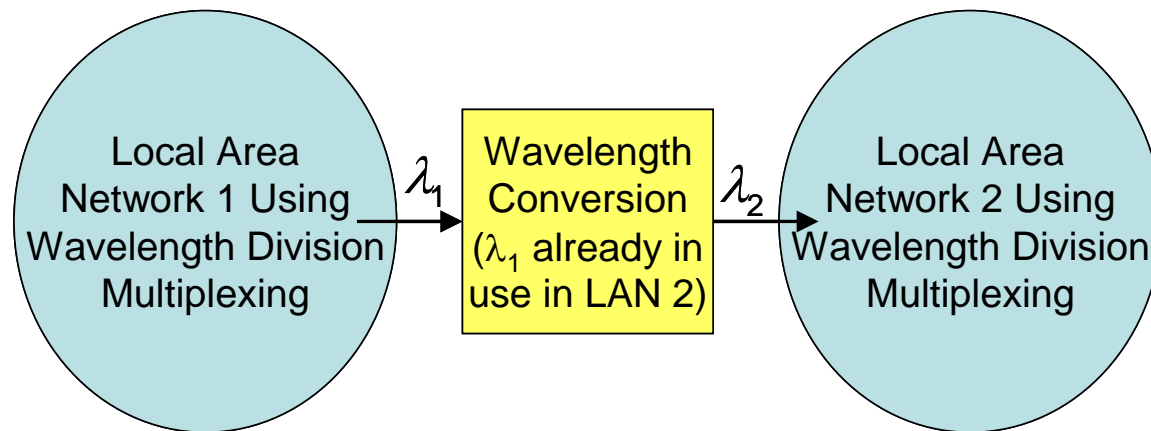 Local Area
Network 1 Using
Wavelength Division
Multiplexing
λ₁
Wavelength
Conversion
(λ₁ already in
use in LAN 2)
λ₂
Local Area
Network 2 Using
Wavelength Division
Multiplexing